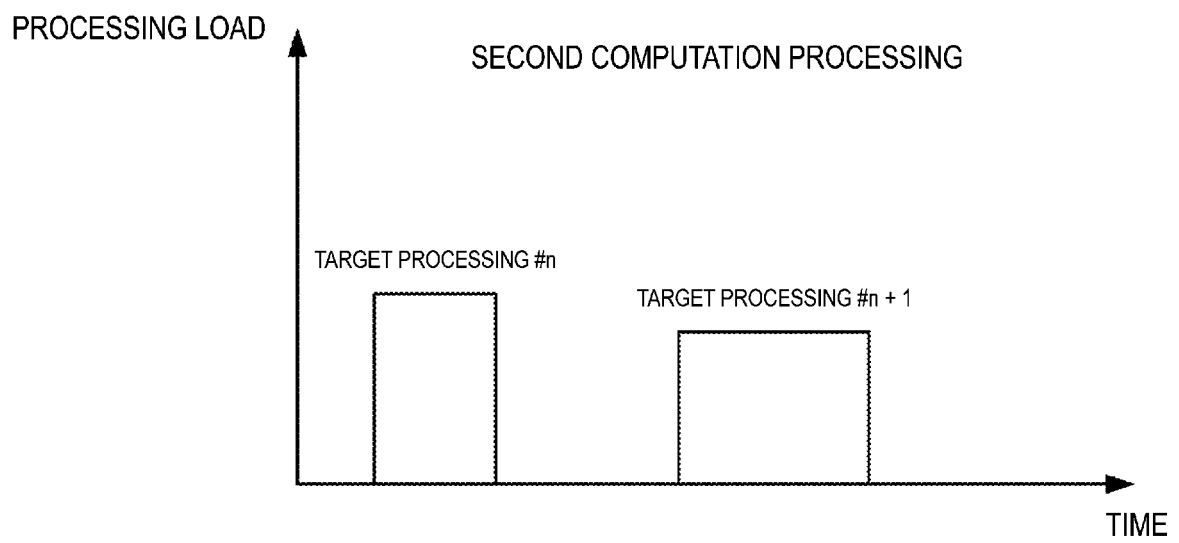 PROCESSING LOAD
SECOND COMPUTATION PROCESSING
TARGET PROCESSING #n
TARGET PROCESSING #n + 1
TIME